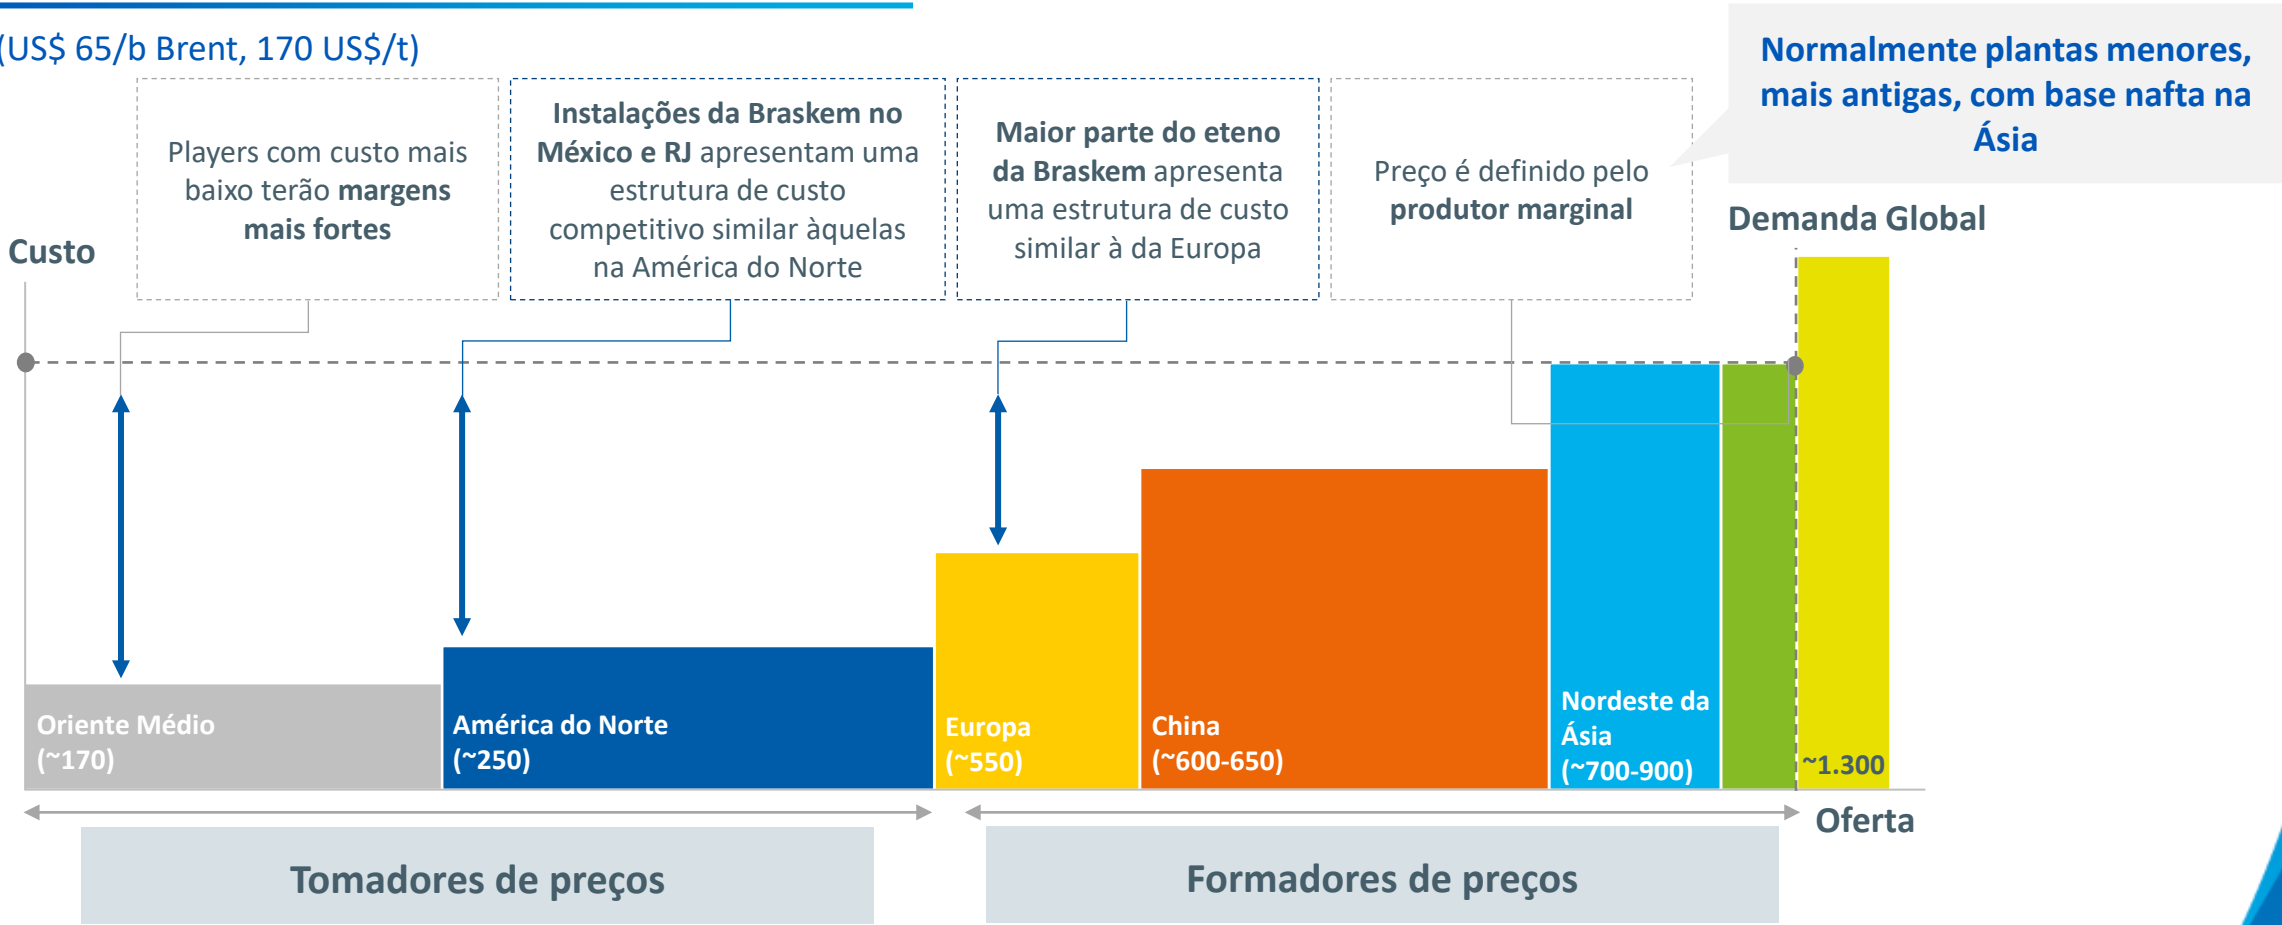 (US$ 65/b Brent, 170 US$/t)
Normalmente plantas menores,
mais antigas, com base nafta na
Ásia
Players com custo mais
baixo terão margens
mais fortes
Instalações da Braskem no
México e RJ apresentam uma
estrutura de custo
competitivo similar àquelas
na América do Norte
Maior parte do eteno
da Braskem apresenta
uma estrutura de custo
similar à da Europa
Preço é definido pelo
produtor marginal
Demanda Global
Custo
Oriente Médio
(~170)
América do Norte
(~250)
Europa
(~550)
China
(~600-650)
Nordeste da
Ásia
(~700-900)
~1.300
Oferta
Tomadores de preços
Formadores de preços